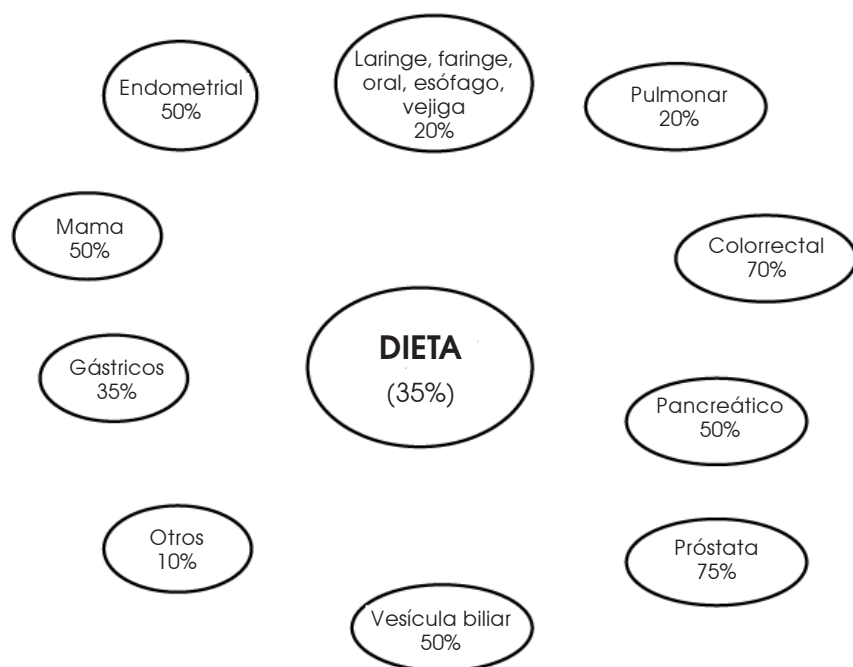 Endometrial
50%
Laringe, faringe,
oral, esófago,
vejiga
20%
Pulmonar
20%
Mama
50%
Colorrectal
70%
DIETA
(35%)
Gástricos
35%
Pancreático
50%
Otros
10%
Próstata
75%
Vesícula biliar
50%